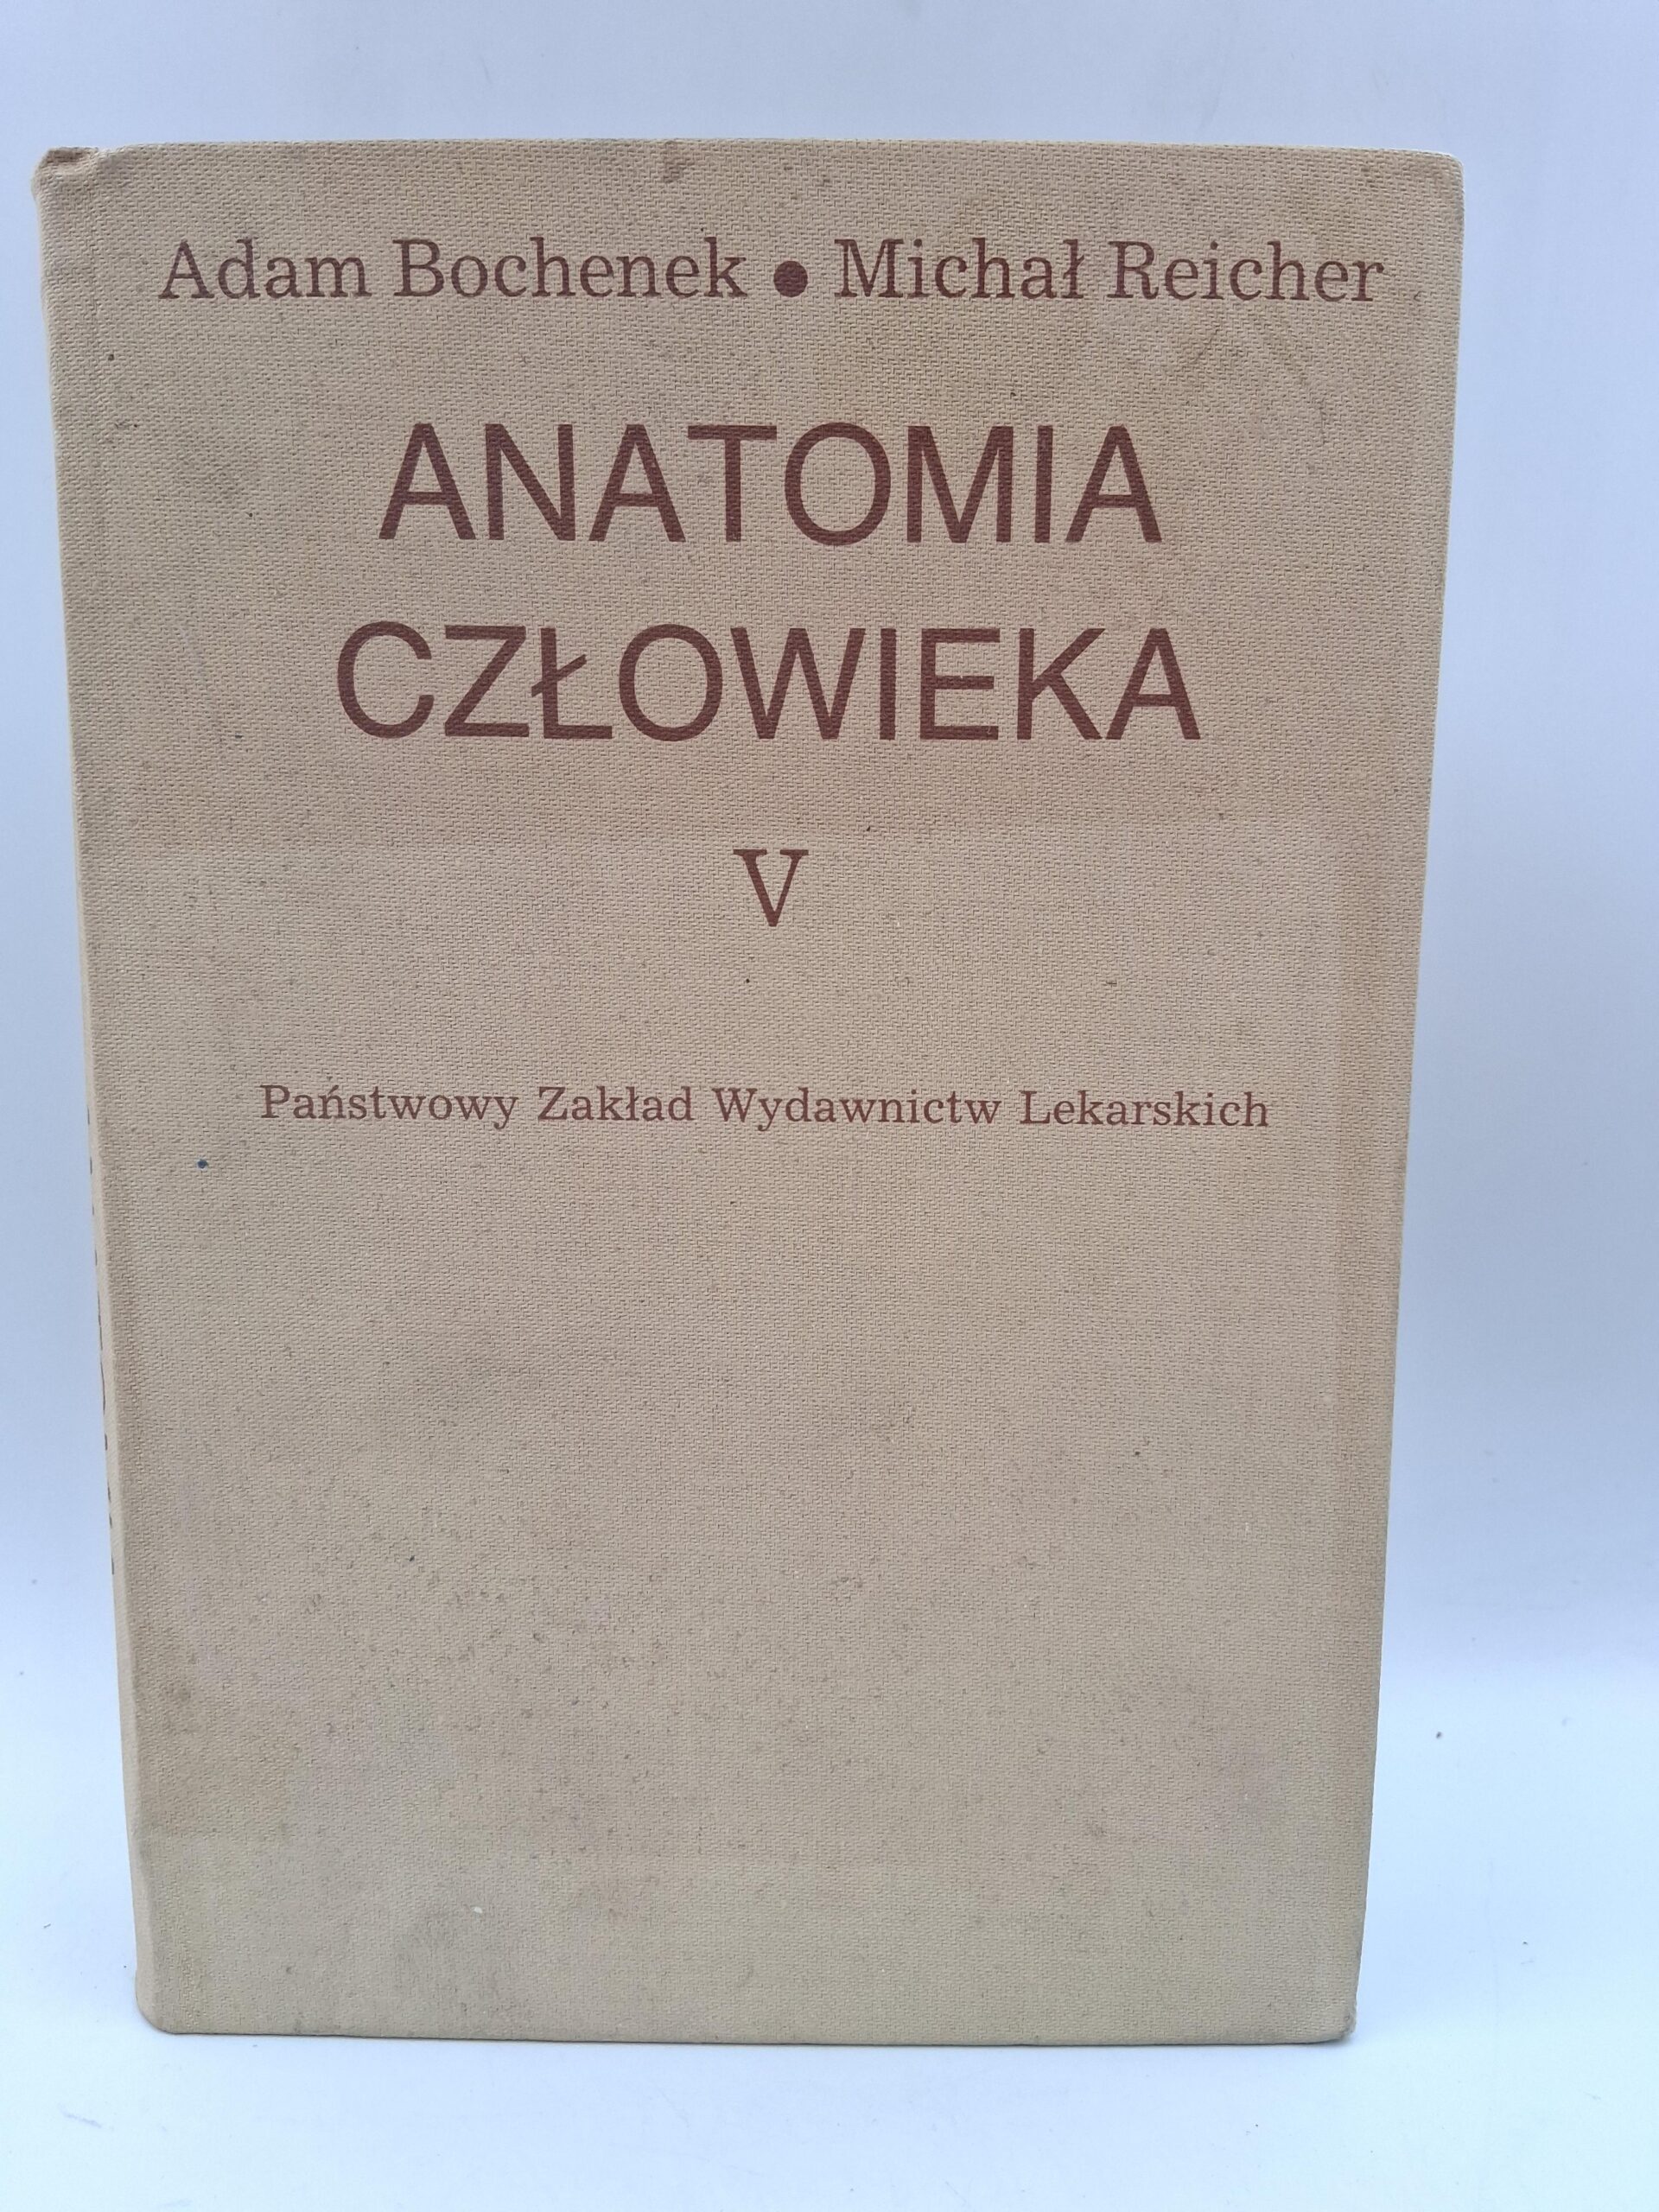 Adam Bochenek ● Michał Reicher
ANATOMIA
CZŁOWIEKA
V
Państwowy Zakład Wydawnictw Lekarskich